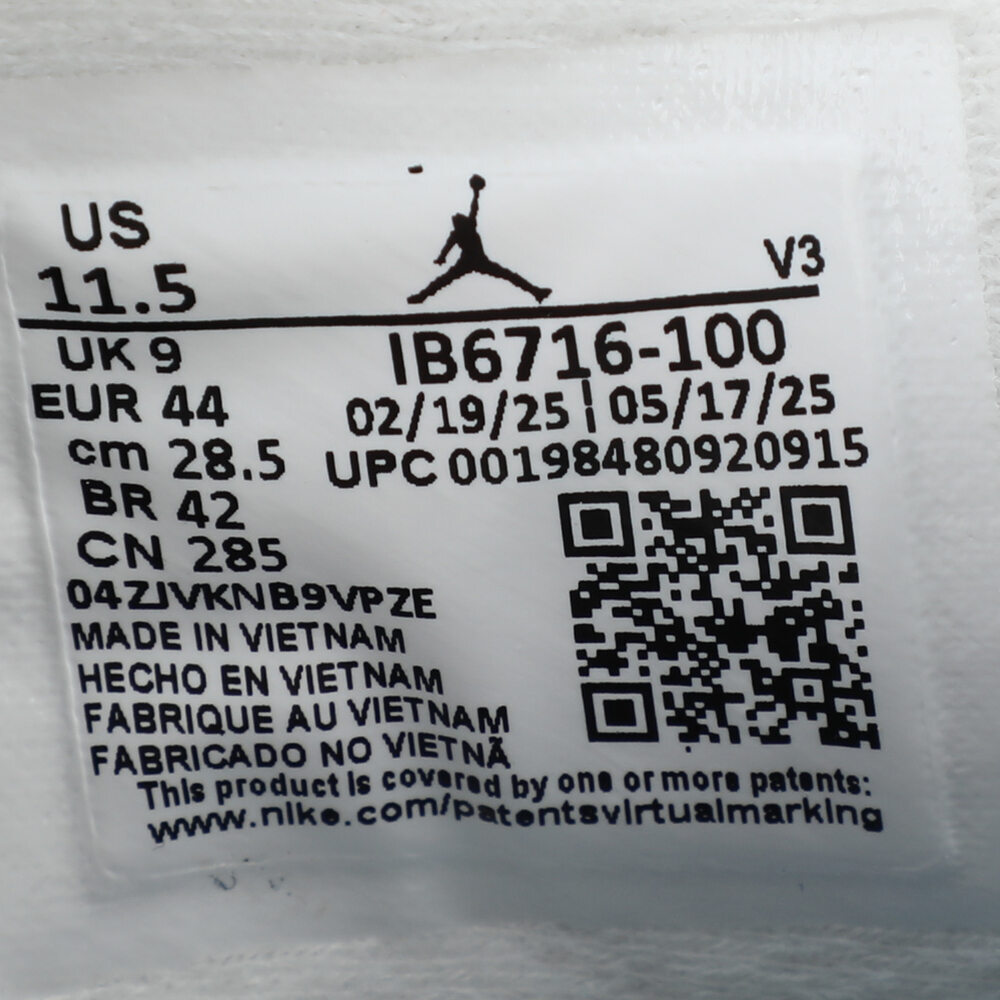 US
11.5
V3
UK 9
EUR 44
cm 28.5
BR 42
CN 285
IB6716-100
02/19/25 ¦ 05/17/25
UPC 00198480920915
04ZJVKNB9VPZE
MADE IN VIETNAM
HECHO EN VIETNAM
FABRIQUE AU VIETNAM
FABRICADO NO VIETNÃ
This product is covered by one or more patents:
www.nike.com/patentsvirtualmarking